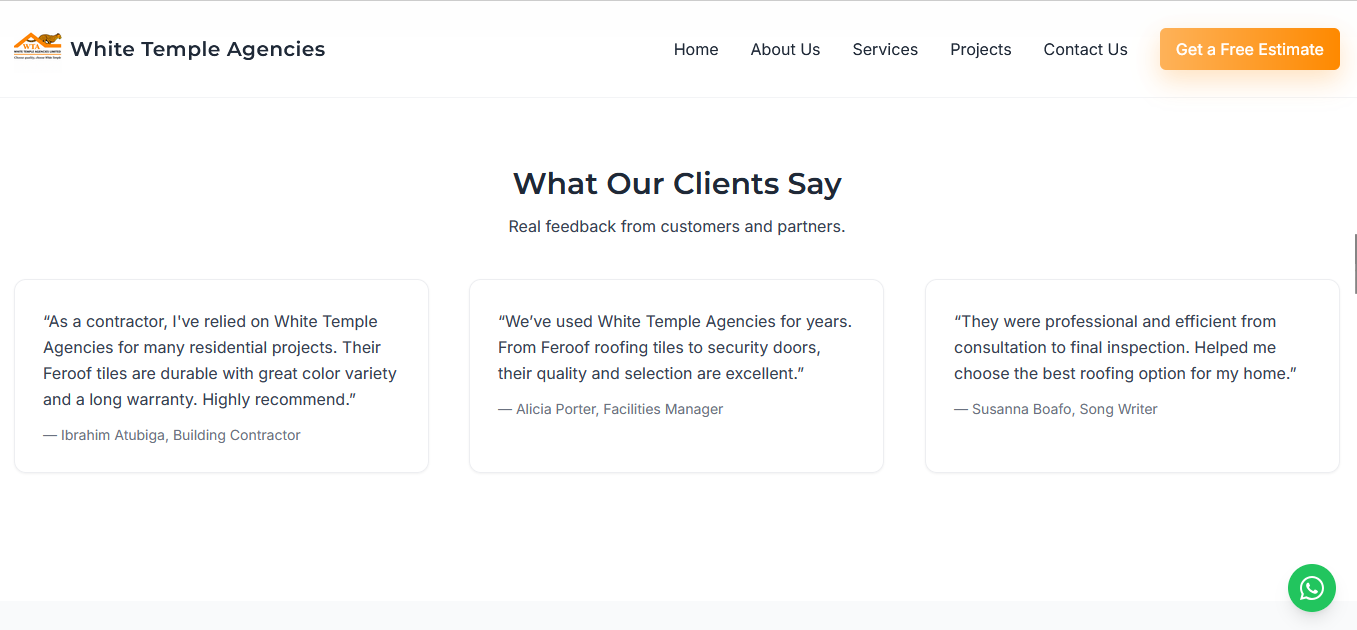 WTA
White Temple Agencies
Home
About Us
Services
Projects
Contact Us
Get a Free Estimate
What Our Clients Say
Real feedback from customers and partners.
“As a contractor, I've relied on White Temple
Agencies for many residential projects. Their
Feroof tiles are durable with great color variety
and a long warranty. Highly recommend.”
— Ibrahim Atubiga, Building Contractor
“We’ve used White Temple Agencies for years.
From Feroof roofing tiles to security doors,
their quality and selection are excellent.”
— Alicia Porter, Facilities Manager
“They were professional and efficient from
consultation to final inspection. Helped me
choose the best roofing option for my home.”
— Susanna Boafo, Song Writer